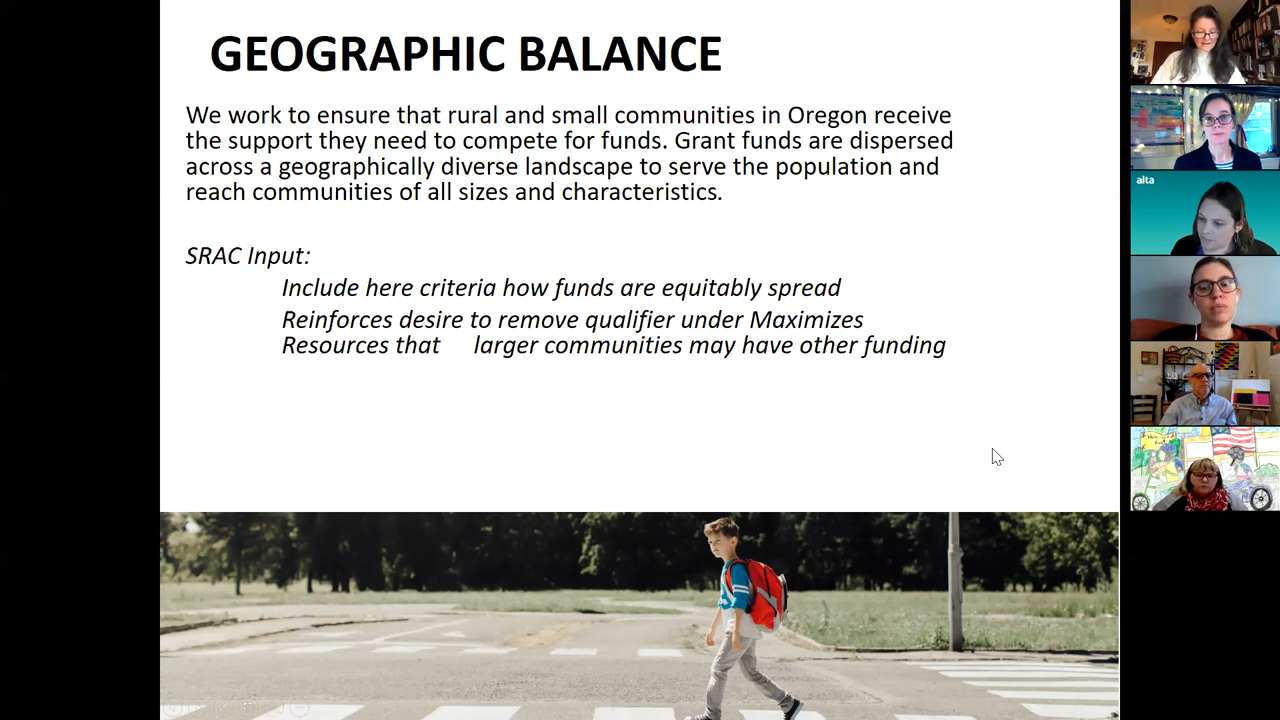 GEOGRAPHIC BALANCE
We work to ensure that rural and small communities in Oregon receive
the support they need to compete for funds. Grant funds are dispersed
across a geographically diverse landscape to serve the population and
reach communities of all sizes and characteristics.
SRAC Input:
Include here criteria how funds are equitably spread
Reinforces desire to remove qualifier under Maximizes
Resources that larger communities may have other funding
alta